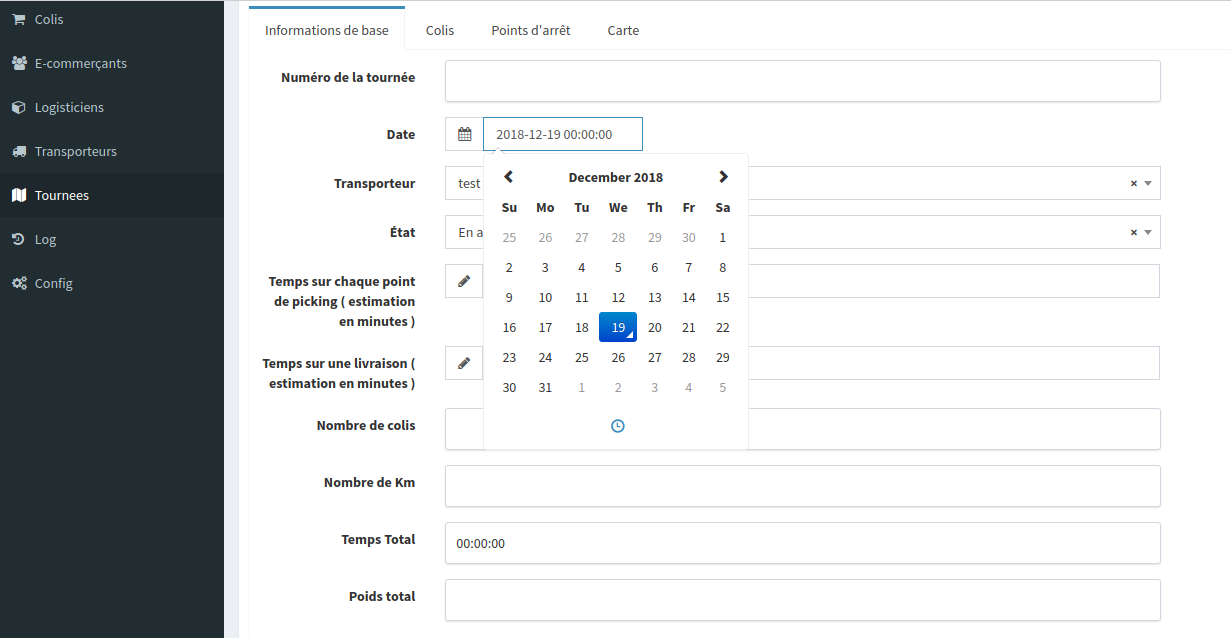 Colis
E-commerçants
Logisticiens
Transporteurs
Tournees
Log
Config
Informations de base Colis Points d'arrêt Carte
Numéro de la tournée
Date 2018-12-19 00:00:00
Transporteur test × 
État En a × 
December 2018
Su Mo Tu We Th Fr Sa
25 26 27 28 29 30 1
2 3 4 5 6 7 8
9 10 11 12 13 14 15
16 17 18 19 20 21 22
23 24 25 26 27 28 29
30 31 1 2 3 4 5
Temps sur chaque point
de picking ( estimation
en minutes )
Temps sur une livraison (
estimation en minutes )
Nombre de colis
Nombre de Km
Temps Total 00:00:00
Poids total